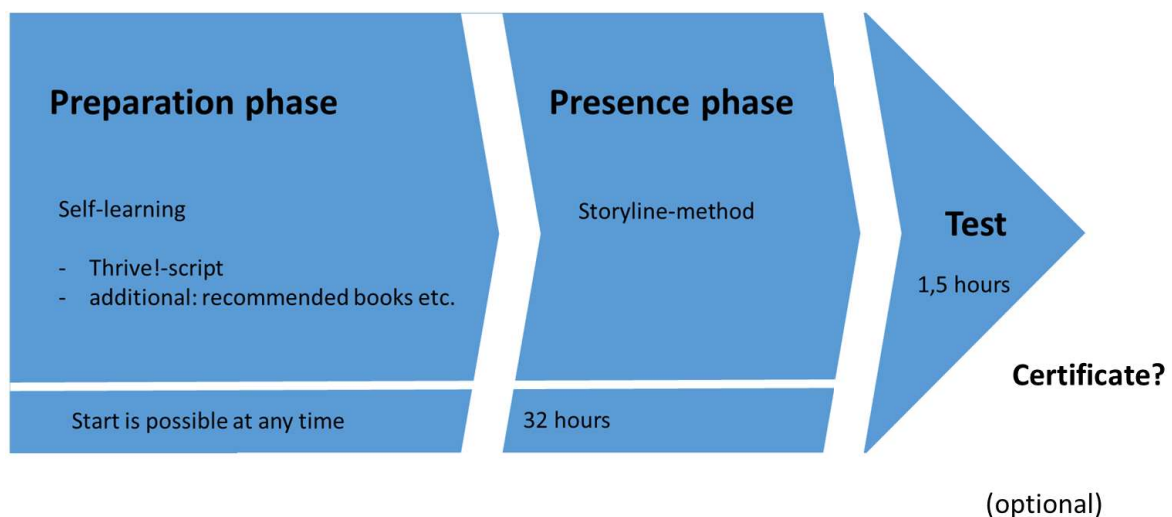 Preparation phase
Self-learning
- Thrive!-script
- additional: recommended books etc.
Start is possible at any time
Presence phase
Storyline-method
32 hours
Test
1,5 hours
Certificate?
(optional)